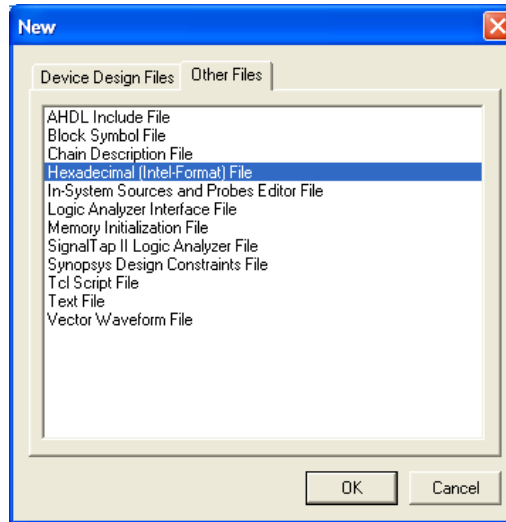 New
Device Design Files
Other Files
AHDL Include File
Block Symbol File
Chain Description File
Hexadecimal (Intel-Format) File
In-System Sources and Probes Editor File
Logic Analyzer Interface File
Memory Initialization File
SignalTap II Logic Analyzer File
Synopsys Design Constraints File
Tcl Script File
Text File
Vector Waveform File
OK
Cancel